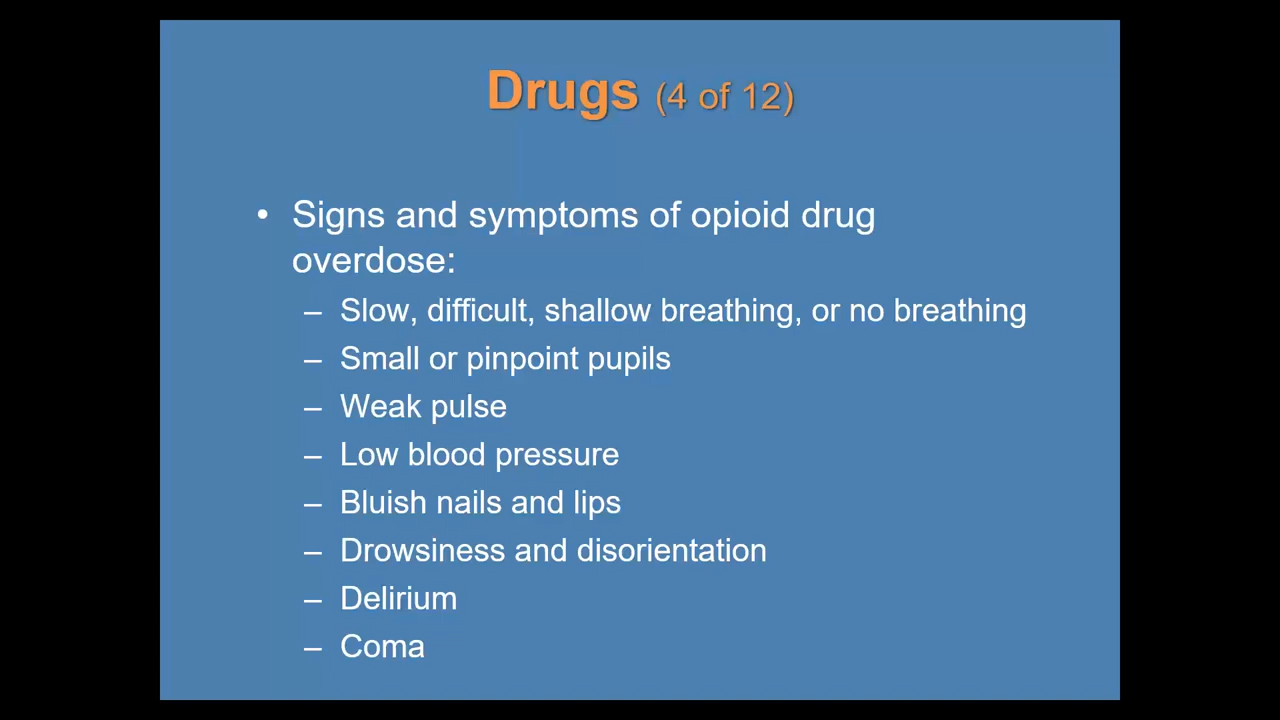 Drugs (4 of 12)
• Signs and symptoms of opioid drug
overdose:
– Slow, difficult, shallow breathing, or no breathing
– Small or pinpoint pupils
– Weak pulse
– Low blood pressure
– Bluish nails and lips
– Drowsiness and disorientation
– Delirium
– Coma